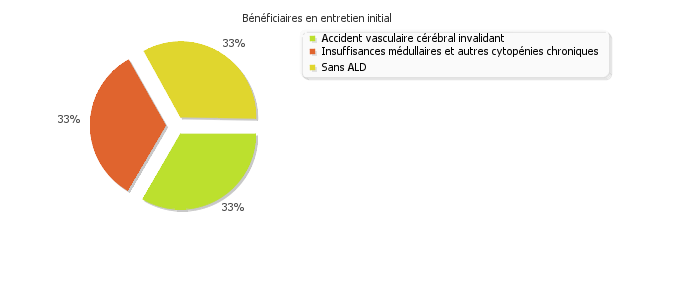 Bénéficiaires en entretien initial
Accident vasculaire cérébral invalidant
Insuffisances médullaires et autres cytopénies chroniques
Sans ALD
33%
33%
33%